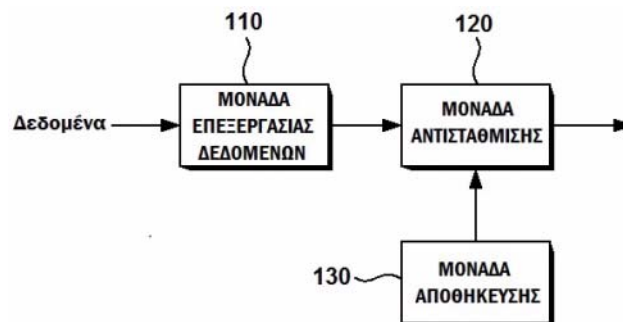 110
120
Δεδομένα
ΜΟΝΑΔΑ
ΕΠΕΞΕΡΓΑΣΙΑΣ
ΔΕΔΟΜΕΝΩΝ
ΜΟΝΑΔΑ
ΑΝΤΙΣΤΑΘΜΙΣΗΣ
130
ΜΟΝΑΔΑ
ΑΠΟΘΗΚΕΥΣΗΣ